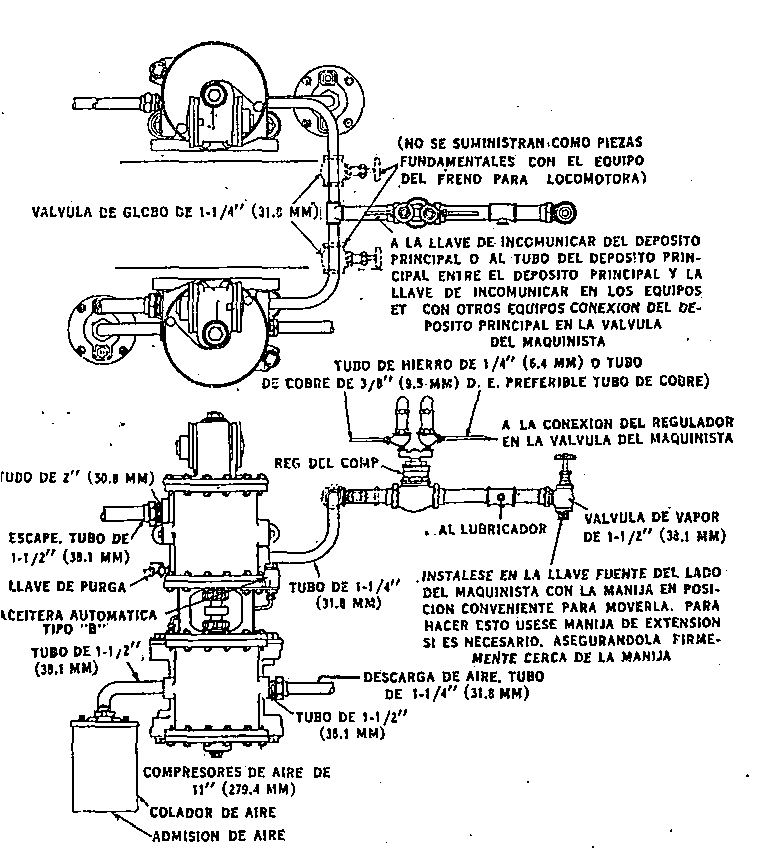 (NO SE SUMINISTRAN COMO PIEZAS
FUNDAMENTALES CON EL EQUIPO
DEL FRENO PARA LOCOMOTORA)
VALVULA DE GLOBO DE 1-1/4" (31.8 MM)
A LA LLAVE DE INCOMUNICAR DEL DEPOSITO
PRINCIPAL O AL TUBO DEL DEPOSITO PRIN-
CIPAL ENTRE EL DEPOSITO PRINCIPAL Y LA
LLAVE DE INCOMUNICAR EN LOS EQUIPOS
ET CON OTROS EQUIPOS CONEXION DEL DE-
POSITO PRINCIPAL EN LA VALVULA
DEL MAQUINISTA
TUBO DE HIERRO DE 1/4" (6.4 MM) O TUBO
DE COBRE DE 3/8" (9.5 MM) D. E. PREFERIBLE TUBO DE COBRE)
A LA CONEXION DEL REGULADOR
EN LA VALVULA DEL MAQUINISTA
REG DEL COMP
TUBO DE 2" (50.8 MM)
ESCAPE. TUBO DE
1-1/2" (38.1 MM)
AL LUBRICADOR
VALVULA DE VAPOR
DE 1-1/2" (38.1 MM)
LLAVE DE PURGA
TUBO DE 1-1/4"
(31.8 MM)
INSTALESE EN LA LLAVE FUENTE DEL LADO
DEL MAQUINISTA CON LA MANIJA EN POSI-
CION CONVENIENTE PARA MOVERLA. PARA
HACER ESTO USESE MANIJA DE EXTENSION
SI ES NECESARIO. ASEGURANDOLA FIRME-
MENTE CERCA DE LA MANIJA
ACEITERA AUTOMATICA
TIPO "B"
TUBO DE 1-1/2"
(38.1 MM)
DESCARGA DE AIRE, TUBO
DE 1-1/4" (31.8 MM)
TUBO DE 1-1/2"
(38.1 MM)
COMPRESORES DE AIRE DE
11" (279.4 MM)
COLADOR DE AIRE
ADMISION DE AIRE